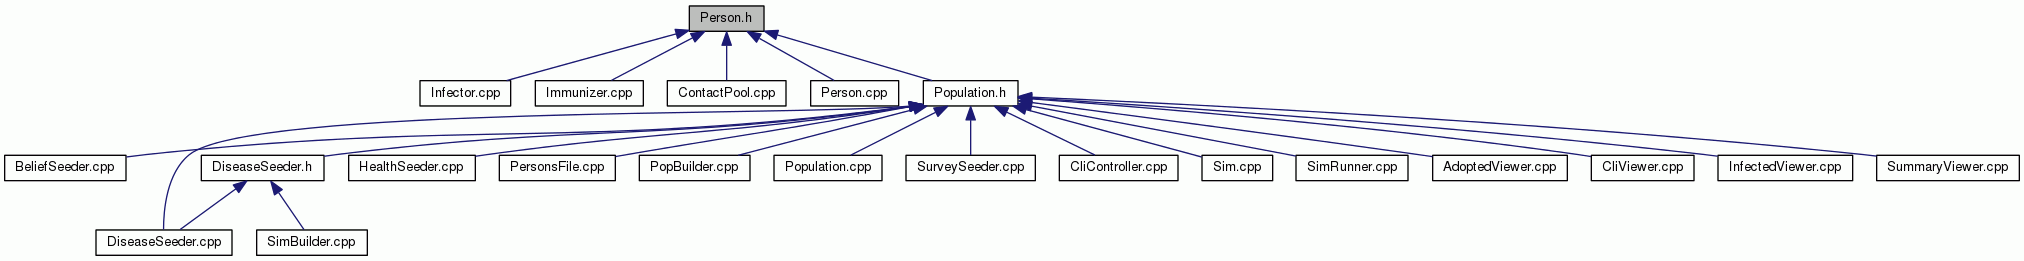 Person.h
Infector.cpp
Immunizer.cpp
ContactPool.cpp
Person.cpp
Population.h
BeliefSeeder.cpp
DiseaseSeeder.h
HealthSeeder.cpp
PersonsFile.cpp
PopBuilder.cpp
Population.cpp
SurveySeeder.cpp
CliController.cpp
Sim.cpp
SimRunner.cpp
AdoptedViewer.cpp
CliViewer.cpp
InfectedViewer.cpp
SummaryViewer.cpp
DiseaseSeeder.cpp
SimBuilder.cpp